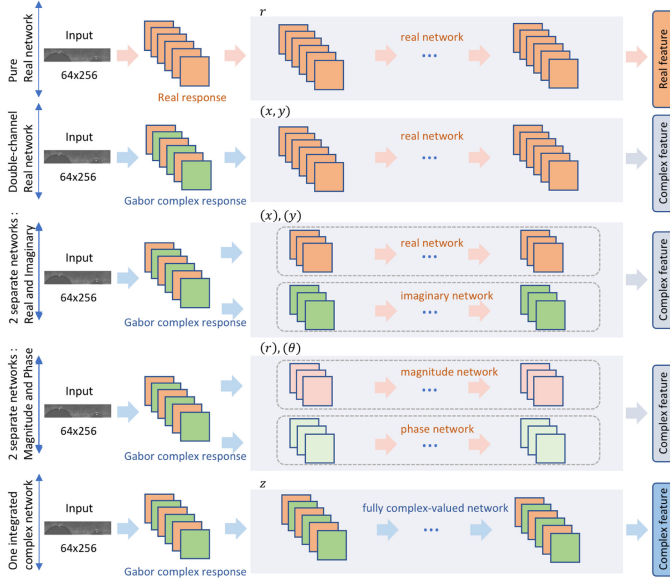 Pure
Real network
Input
64x256
Real response
r
real network
...
Real feature
Double-channel
Real network
Input
64x256
Gabor complex response
(x, y)
real network
...
Complex feature
2 separate networks :
Real and Imaginary
Input
64x256
Gabor complex response
(x), (y)
real network
...
imaginary network
...
Complex feature
2 separate networks :
Magnitude and Phase
Input
64x256
Gabor complex response
(r), (θ)
magnitude network
...
phase network
...
Complex feature
One integrated
complex network
Input
64x256
Gabor complex response
z
fully complex-valued network
...
Complex feature